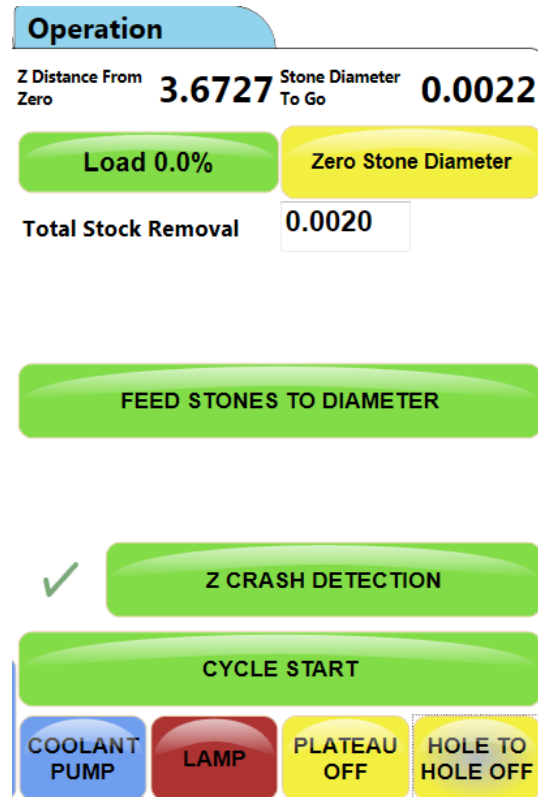 Operation
Z Distance From Zero 3.6727 Stone Diameter To Go 0.0022
Load 0.0% Zero Stone Diameter
Total Stock Removal 0.0020
FEED STONES TO DIAMETER
Z CRASH DETECTION
CYCLE START
COOLANT PUMP LAMP PLATEAU OFF HOLE TO HOLE OFF